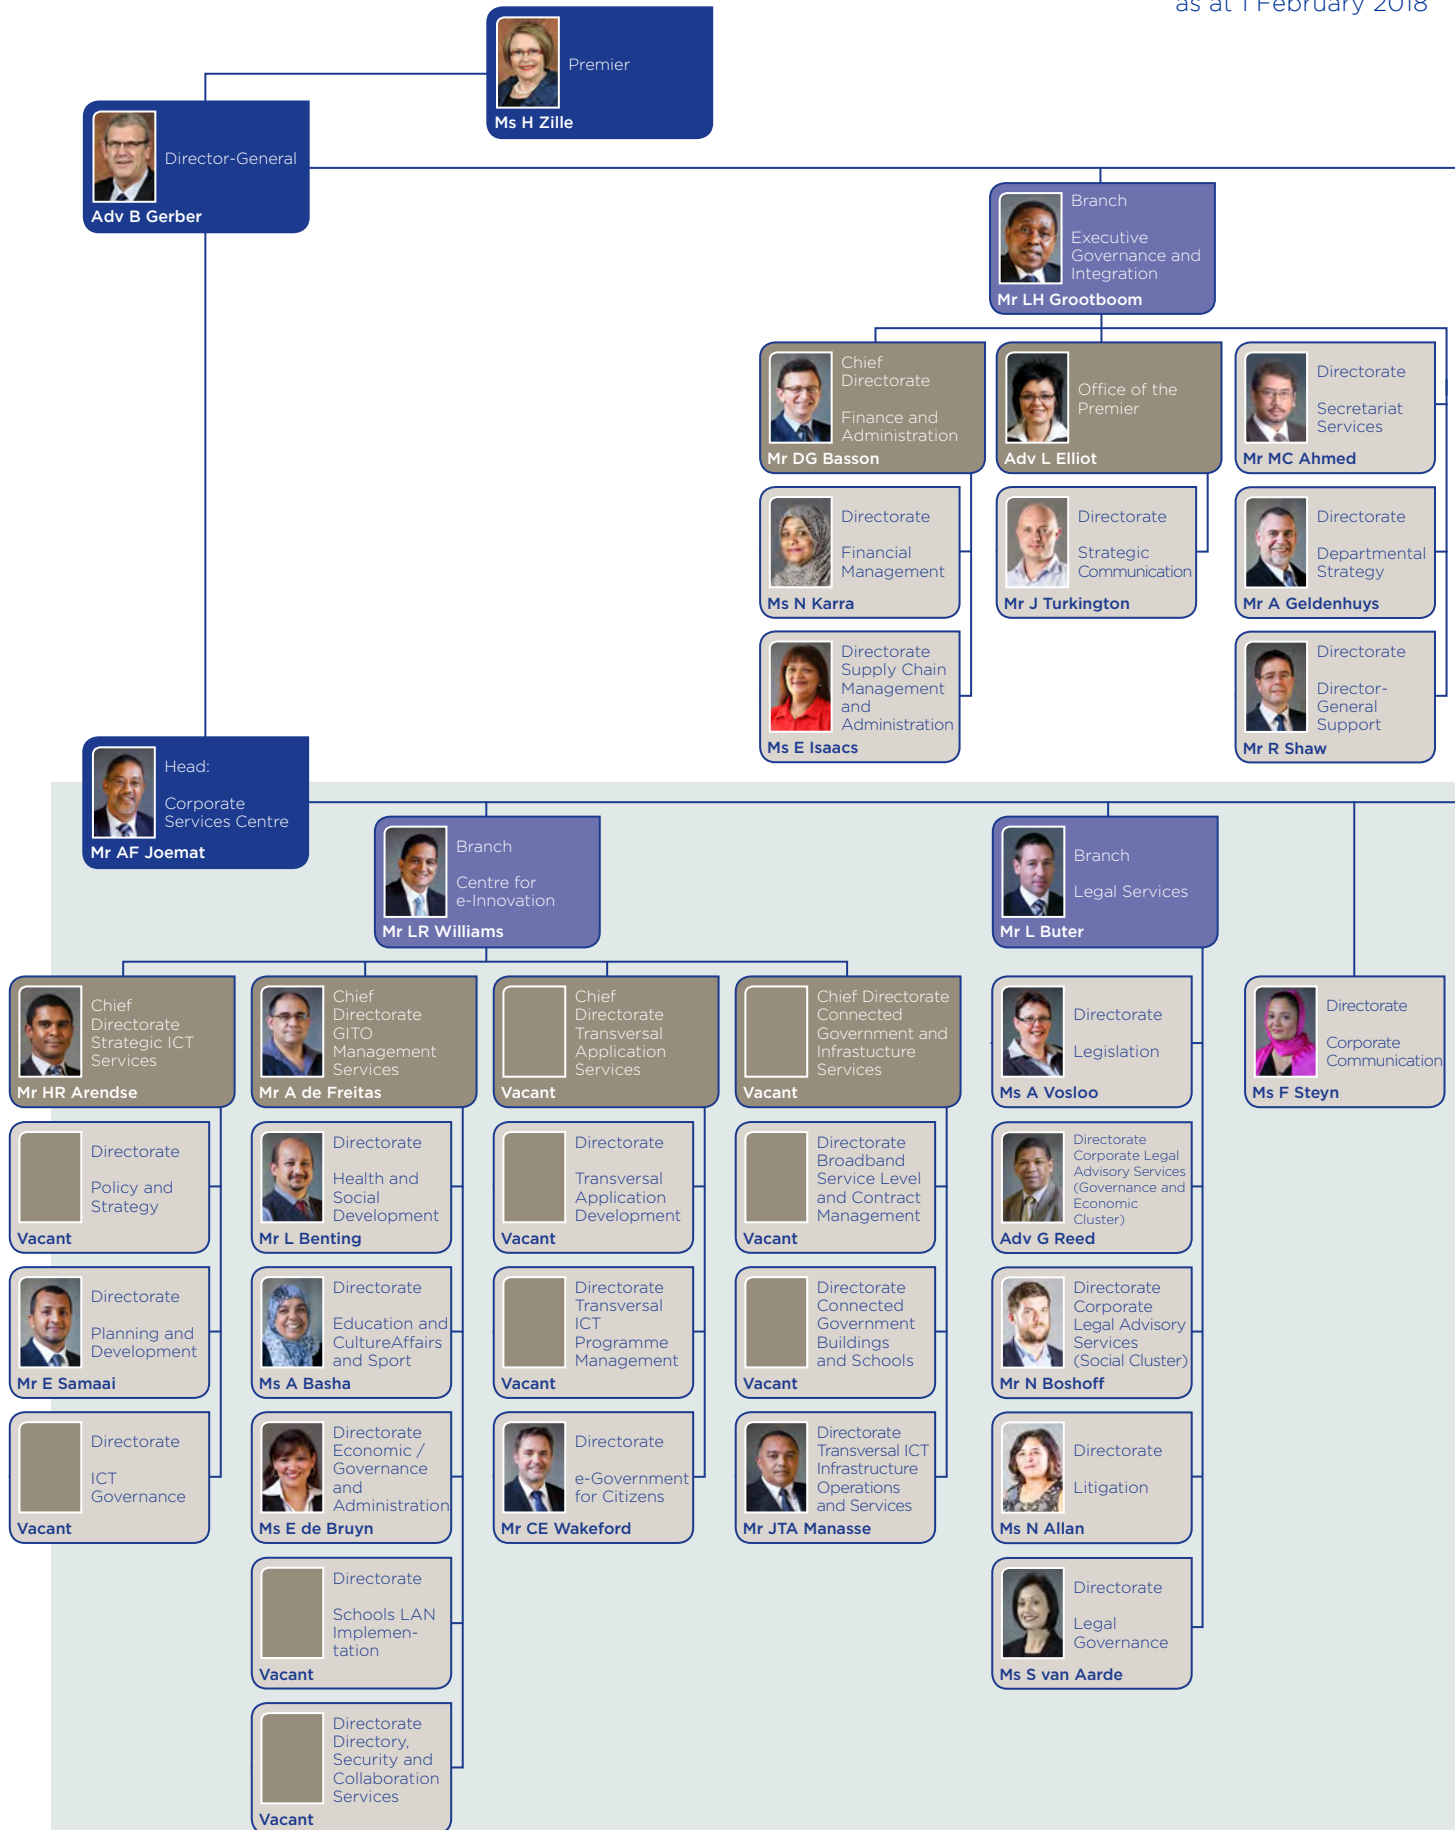 as at 1 February 2018
Premier
Ms H Zille
Director-General
Adv B Gerber
Branch
Executive
Governance and
Integration
Mr LH Grootboom
Chief
Directorate
Finance and
Administration
Mr DG Basson
Office of the
Premier
Adv L Elliot
Directorate
Secretariat
Services
Mr MC Ahmed
Directorate
Financial
Management
Ms N Karra
Directorate
Strategic
Communication
Mr J Turkington
Directorate
Departmental
Strategy
Mr A Geldenhuys
Directorate
Supply Chain
Management
and
Administration
Ms E Isaacs
Directorate
Director-
General
Support
Mr R Shaw
Head:
Corporate
Services Centre
Mr AF Joemat
Branch
Centre for
e-Innovation
Mr LR Williams
Branch
Legal Services
Mr L Buter
Chief
Directorate
Strategic ICT
Services
Mr HR Arendse
Chief
Directorate
GITO
Management
Services
Mr A de Freitas
Chief
Directorate
Transversal
Application
Services
Vacant
Chief Directorate
Connected
Government and
Infrastucture
Services
Vacant
Directorate
Legislation
Ms A Vosloo
Directorate
Corporate
Communication
Ms F Steyn
Directorate
Policy and
Strategy
Vacant
Directorate
Health and
Social
Development
Mr L Benting
Directorate
Transversal
Application
Development
Vacant
Directorate
Broadband
Service Level
and Contract
Management
Vacant
Directorate
Corporate Legal
Advisory Services
(Governance and
Economic
Cluster)
Adv G Reed
Directorate
Planning and
Development
Mr E Samaai
Directorate
Education and
CultureAffairs
and Sport
Ms A Basha
Directorate
Transversal
ICT
Programme
Management
Vacant
Directorate
Connected
Government
Buildings
and Schools
Vacant
Directorate
Corporate
Legal Advisory
Services
(Social Cluster)
Mr N Boshoff
Directorate
ICT
Governance
Vacant
Directorate
Economic /
Governance
and
Administration
Ms E de Bruyn
Directorate
e-Government
for Citizens
Mr CE Wakeford
Directorate
Transversal ICT
Infrastructure
Operations
and Services
Mr JTA Manasse
Directorate
Litigation
Ms N Allan
Directorate
Schools LAN
Implemen-
tation
Vacant
Directorate
Legal
Governance
Ms S van Aarde
Directorate
Directory,
Security and
Collaboration
Services
Vacant